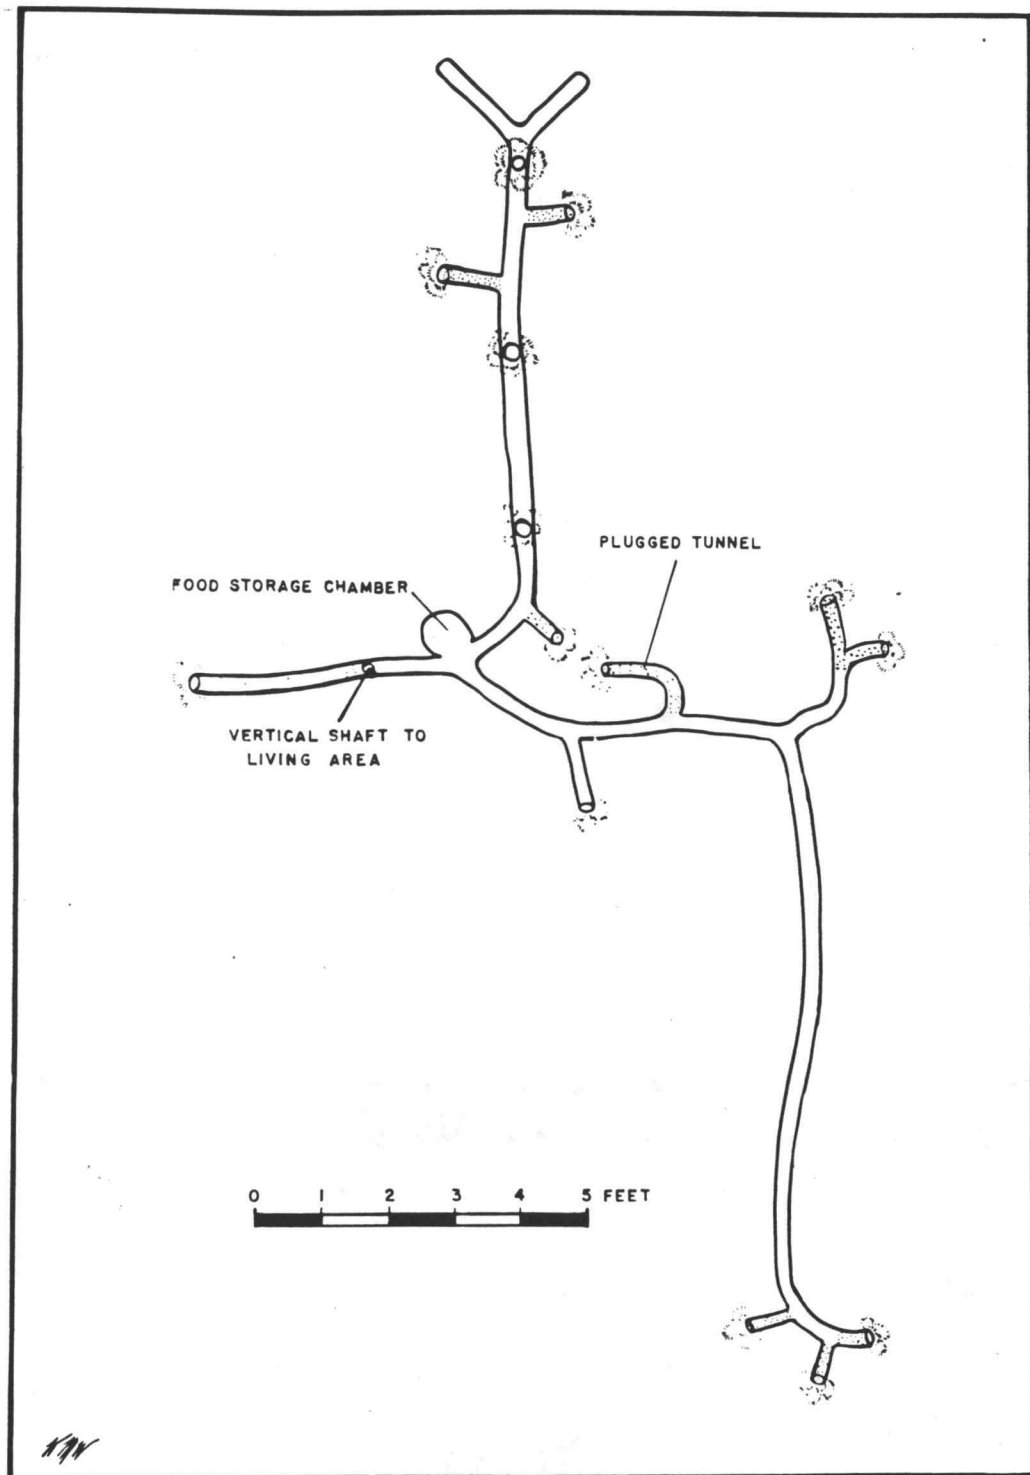 PLUGGED TUNNEL
FOOD STORAGE CHAMBER
VERTICAL SHAFT TO
LIVING AREA
0 1 2 3 4 5 FEET